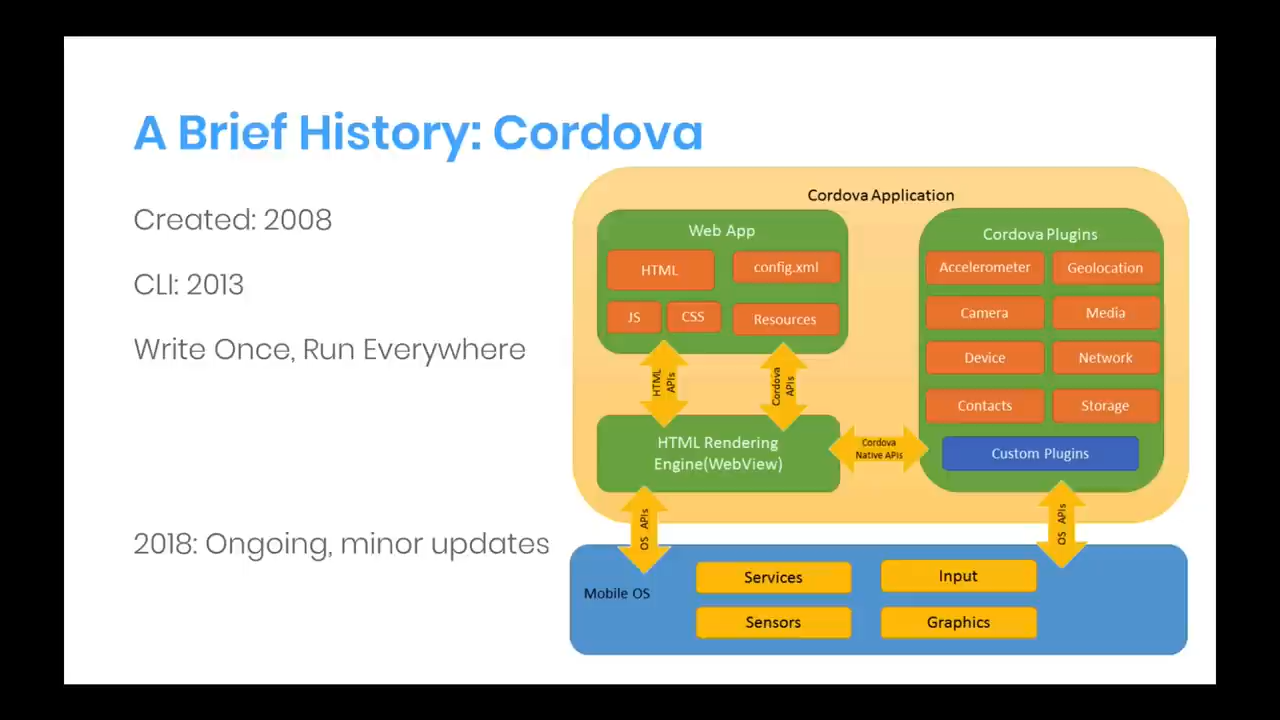 A Brief History: Cordova
Created: 2008
CLI: 2013
Write Once, Run Everywhere
2018: Ongoing, minor updates
Cordova Application
Web App
HTML
config.xml
JS
CSS
Resources
HTML
APIs
Cordova
APIs
HTML Rendering
Engine(WebView)
Cordova
Native APIs
Cordova Plugins
Accelerometer
Geolocation
Camera
Media
Device
Network
Contacts
Storage
Custom Plugins
OS APIs
OS APIs
Mobile OS
Services
Input
Sensors
Graphics